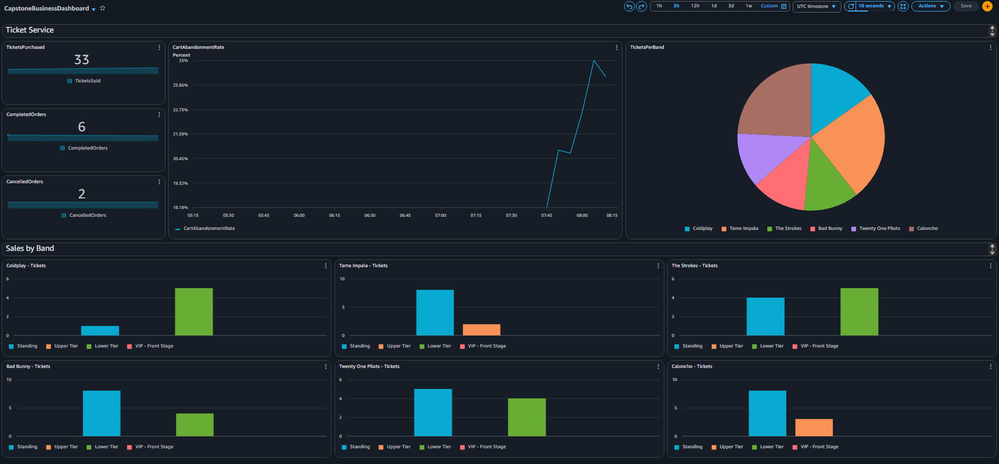 CapstoneBusinessDashboard
1h 3h 12h 1d 3d 1w Custom UTC timezone 10 seconds Actions Save +
Ticket Service
TicketsPurchased
33
TicketsSold
CompletedOrders
6
CompletedOrders
CancelledOrders
2
CancelledOrders
CartAbandonmentRate
Percent
25%
23.86%
22.73%
21.59%
20.45%
19.32%
18.18%
05:15 05:30 05:45 06:00 06:15 06:30 06:45 07:00 07:15 07:30 07:45 08:00 08:15
CartAbandonmentRate
TicketsPerBand
Coldplay Tame Impala The Strokes Bad Bunny Twenty One Pilots Caloncho
Sales by Band
Coldplay - Tickets
6
4
2
0
Standing Upper Tier Lower Tier VIP - Front Stage
Tame Impala - Tickets
10
5
0
Standing Upper Tier Lower Tier VIP - Front Stage
The Strokes - Tickets
6
4
2
0
Standing Upper Tier Lower Tier VIP - Front Stage
Bad Bunny - Tickets
10
5
0
Standing Upper Tier Lower Tier VIP - Front Stage
Twenty One Pilots - Tickets
6
4
2
0
Standing Upper Tier Lower Tier VIP - Front Stage
Caloncho - Tickets
10
5
0
Standing Upper Tier Lower Tier VIP - Front Stage